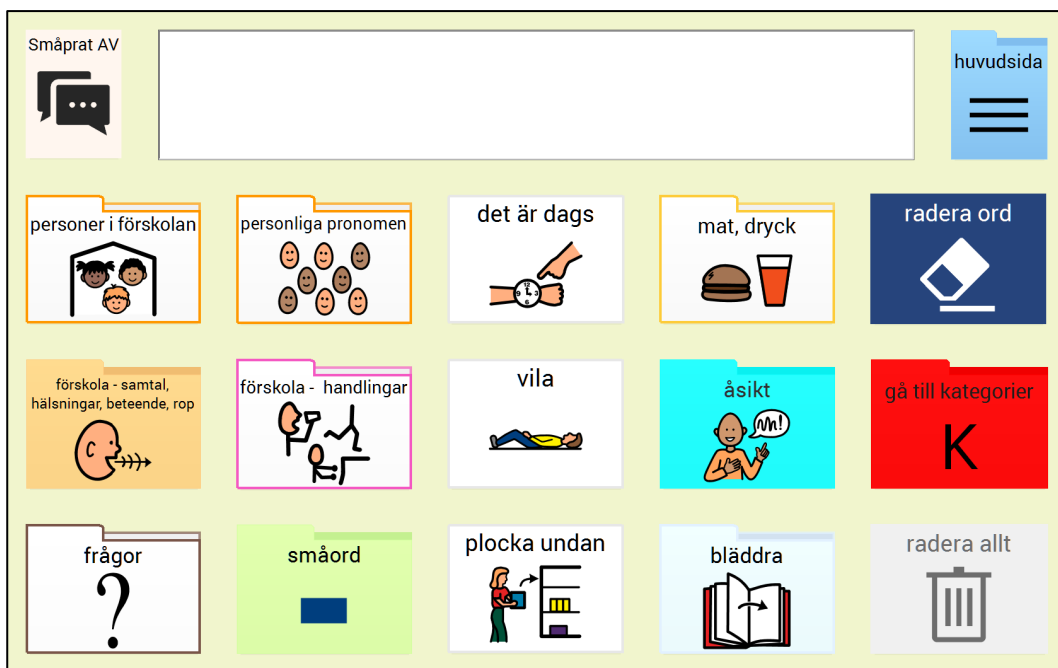 Småprat AV
huvudsida
personer i förskolan
personliga pronomen
det är dags
mat, dryck
radera ord
förskola - samtal,
hälsningar, beteende, rop
förskola -  handlingar
vila
åsikt
gå till kategorier
K
frågor
?
småord
plocka undan
bläddra
radera allt